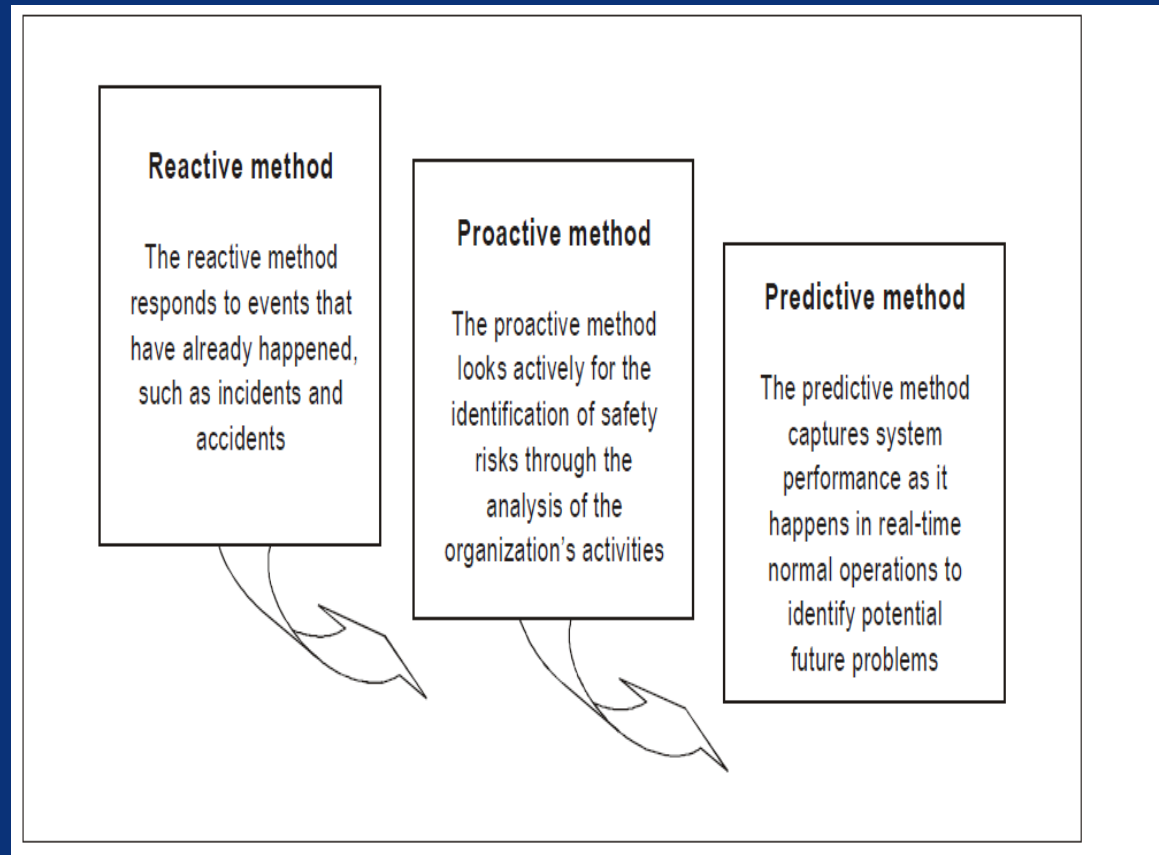 Reactive method
The reactive method
responds to events that
have already happened,
such as incidents and
accidents
Proactive method
The proactive method
looks actively for the
identification of safety
risks through the
analysis of the
organization's activities
Predictive method
The predictive method
captures system
performance as it
happens in real-time
normal operations to
identify potential
future problems